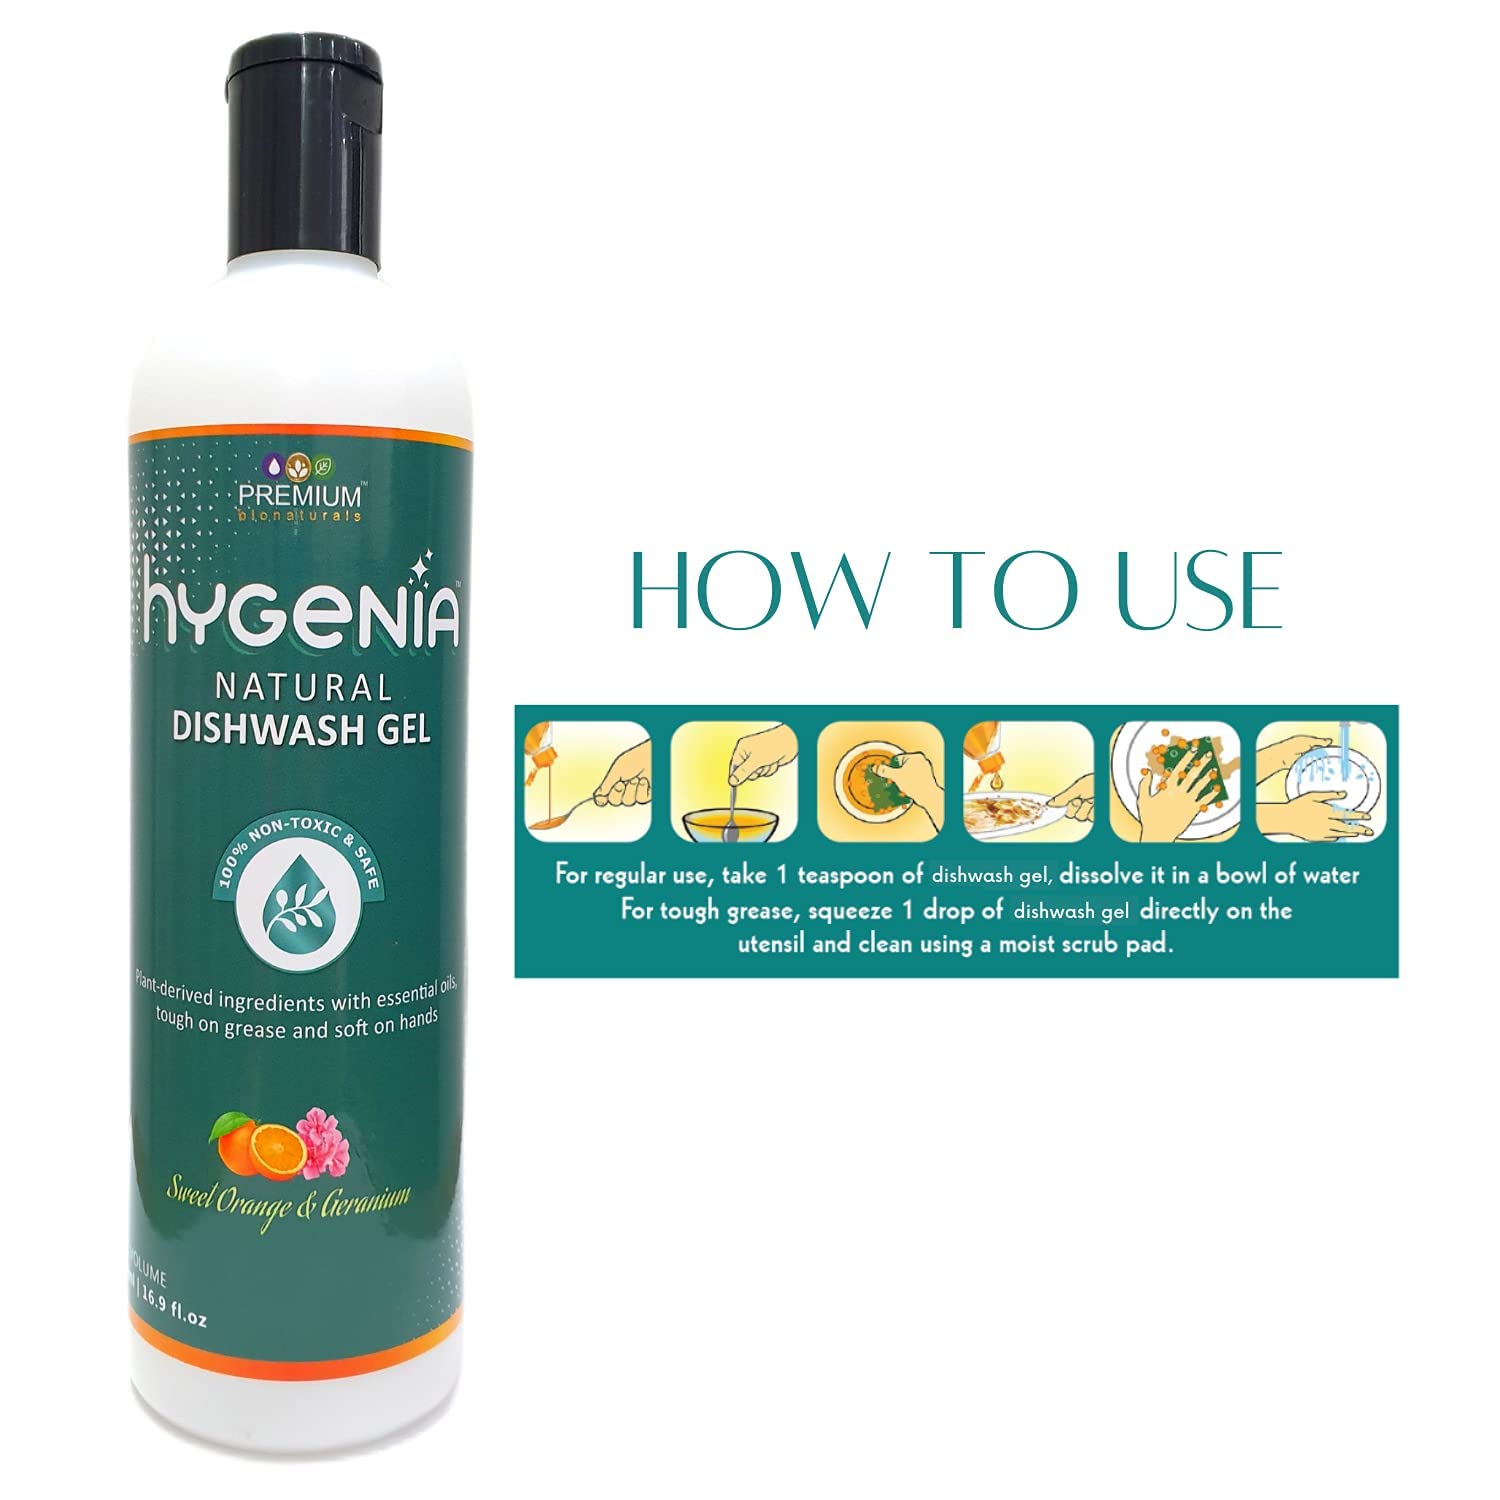 PREMIUM™
bionaturals
hygenia™
NATURAL
DISHWASH GEL
100% NON-TOXIC & SAFE
Plant-derived ingredients with essential oils,
tough on grease and soft on hands
Sweet Orange & Geranium
VOLUME
ml | 16.9 fl.oz
HOW TO USE
For regular use, take 1 teaspoon of dishwash gel, dissolve it in a bowl of water
For tough grease, squeeze 1 drop of dishwash gel directly on the
utensil and clean using a moist scrub pad.